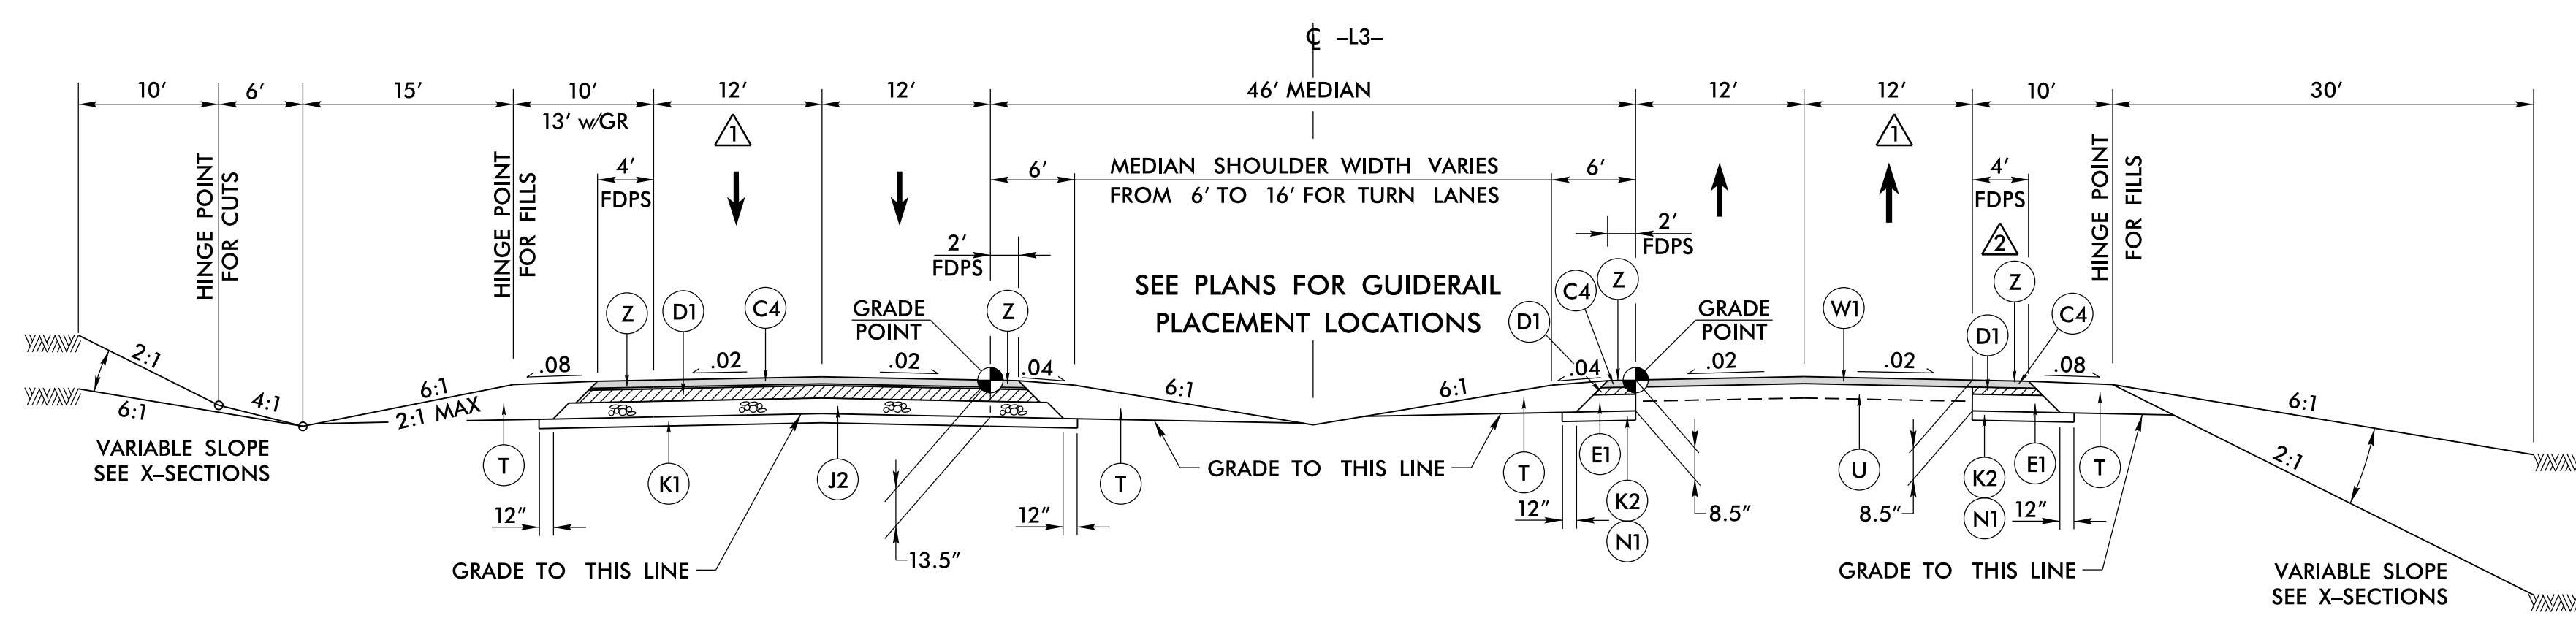 ℄ –L3–
10' 6' 15' 10' 12' 12' 46' MEDIAN 12' 12' 10' 30'
13' w/GR
1 1
HINGE POINT
FOR CUTS
HINGE POINT
FOR FILLS
4'
FDPS
6'
MEDIAN SHOULDER WIDTH VARIES
FROM 6' TO 16' FOR TURN LANES
6'
4'
FDPS
2
HINGE POINT
FOR FILLS
2'
FDPS
2'
FDPS
SEE PLANS FOR GUIDERAIL
PLACEMENT LOCATIONS
Z D1 C4
GRADE
POINT
Z
D1 C4 Z
GRADE
POINT
W1 D1 Z C4
2:1 6:1 4:1 6:1 2:1 MAX .08 .02 .02 .04 6:1 6:1 .04 .02 .02 .08 6:1 2:1
VARIABLE SLOPE
SEE X–SECTIONS
T K1 J2 T
GRADE TO THIS LINE
T E1 U E1 T
K2
N1
K2
N1
12" 12" 12" 12"
13.5"
8.5" 8.5"
GRADE TO THIS LINE
GRADE TO THIS LINE
VARIABLE SLOPE
SEE X–SECTIONS